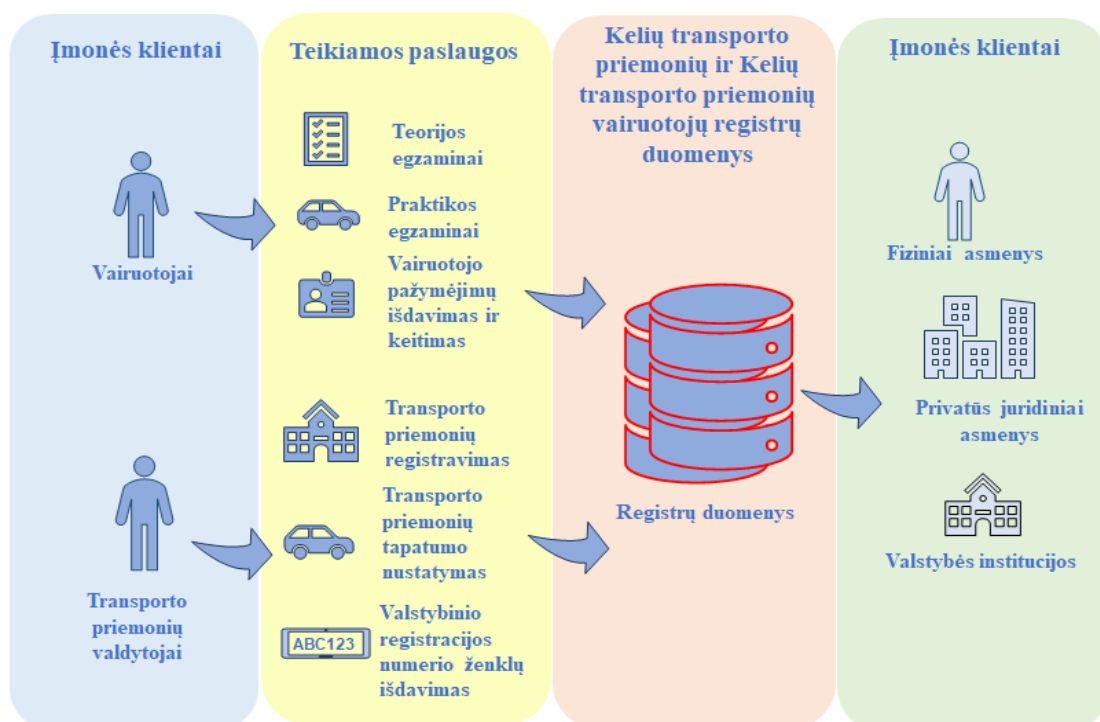 Įmonės klientai
Vairuotojai
Transporto
priemonių
valdytojai
Teikiamos paslaugos
Teorijos
egzaminai
Praktikos
egzaminai
Vairuotojo
pažymėjimų
išdavimas ir
keitimas
Transporto
priemonių
registravimas
Transporto
priemonių
tapatumo
nustatymas
ABC123
Valstybinio
registracijos
numerio ženklų
išdavimas
Kelių transporto
priemonių ir Kelių
transporto priemonių
vairuotojų registrų
duomenys
Registrų duomenys
Įmonės klientai
Fiziniai asmenys
Privatūs juridiniai
asmenys
Valstybės institucijos